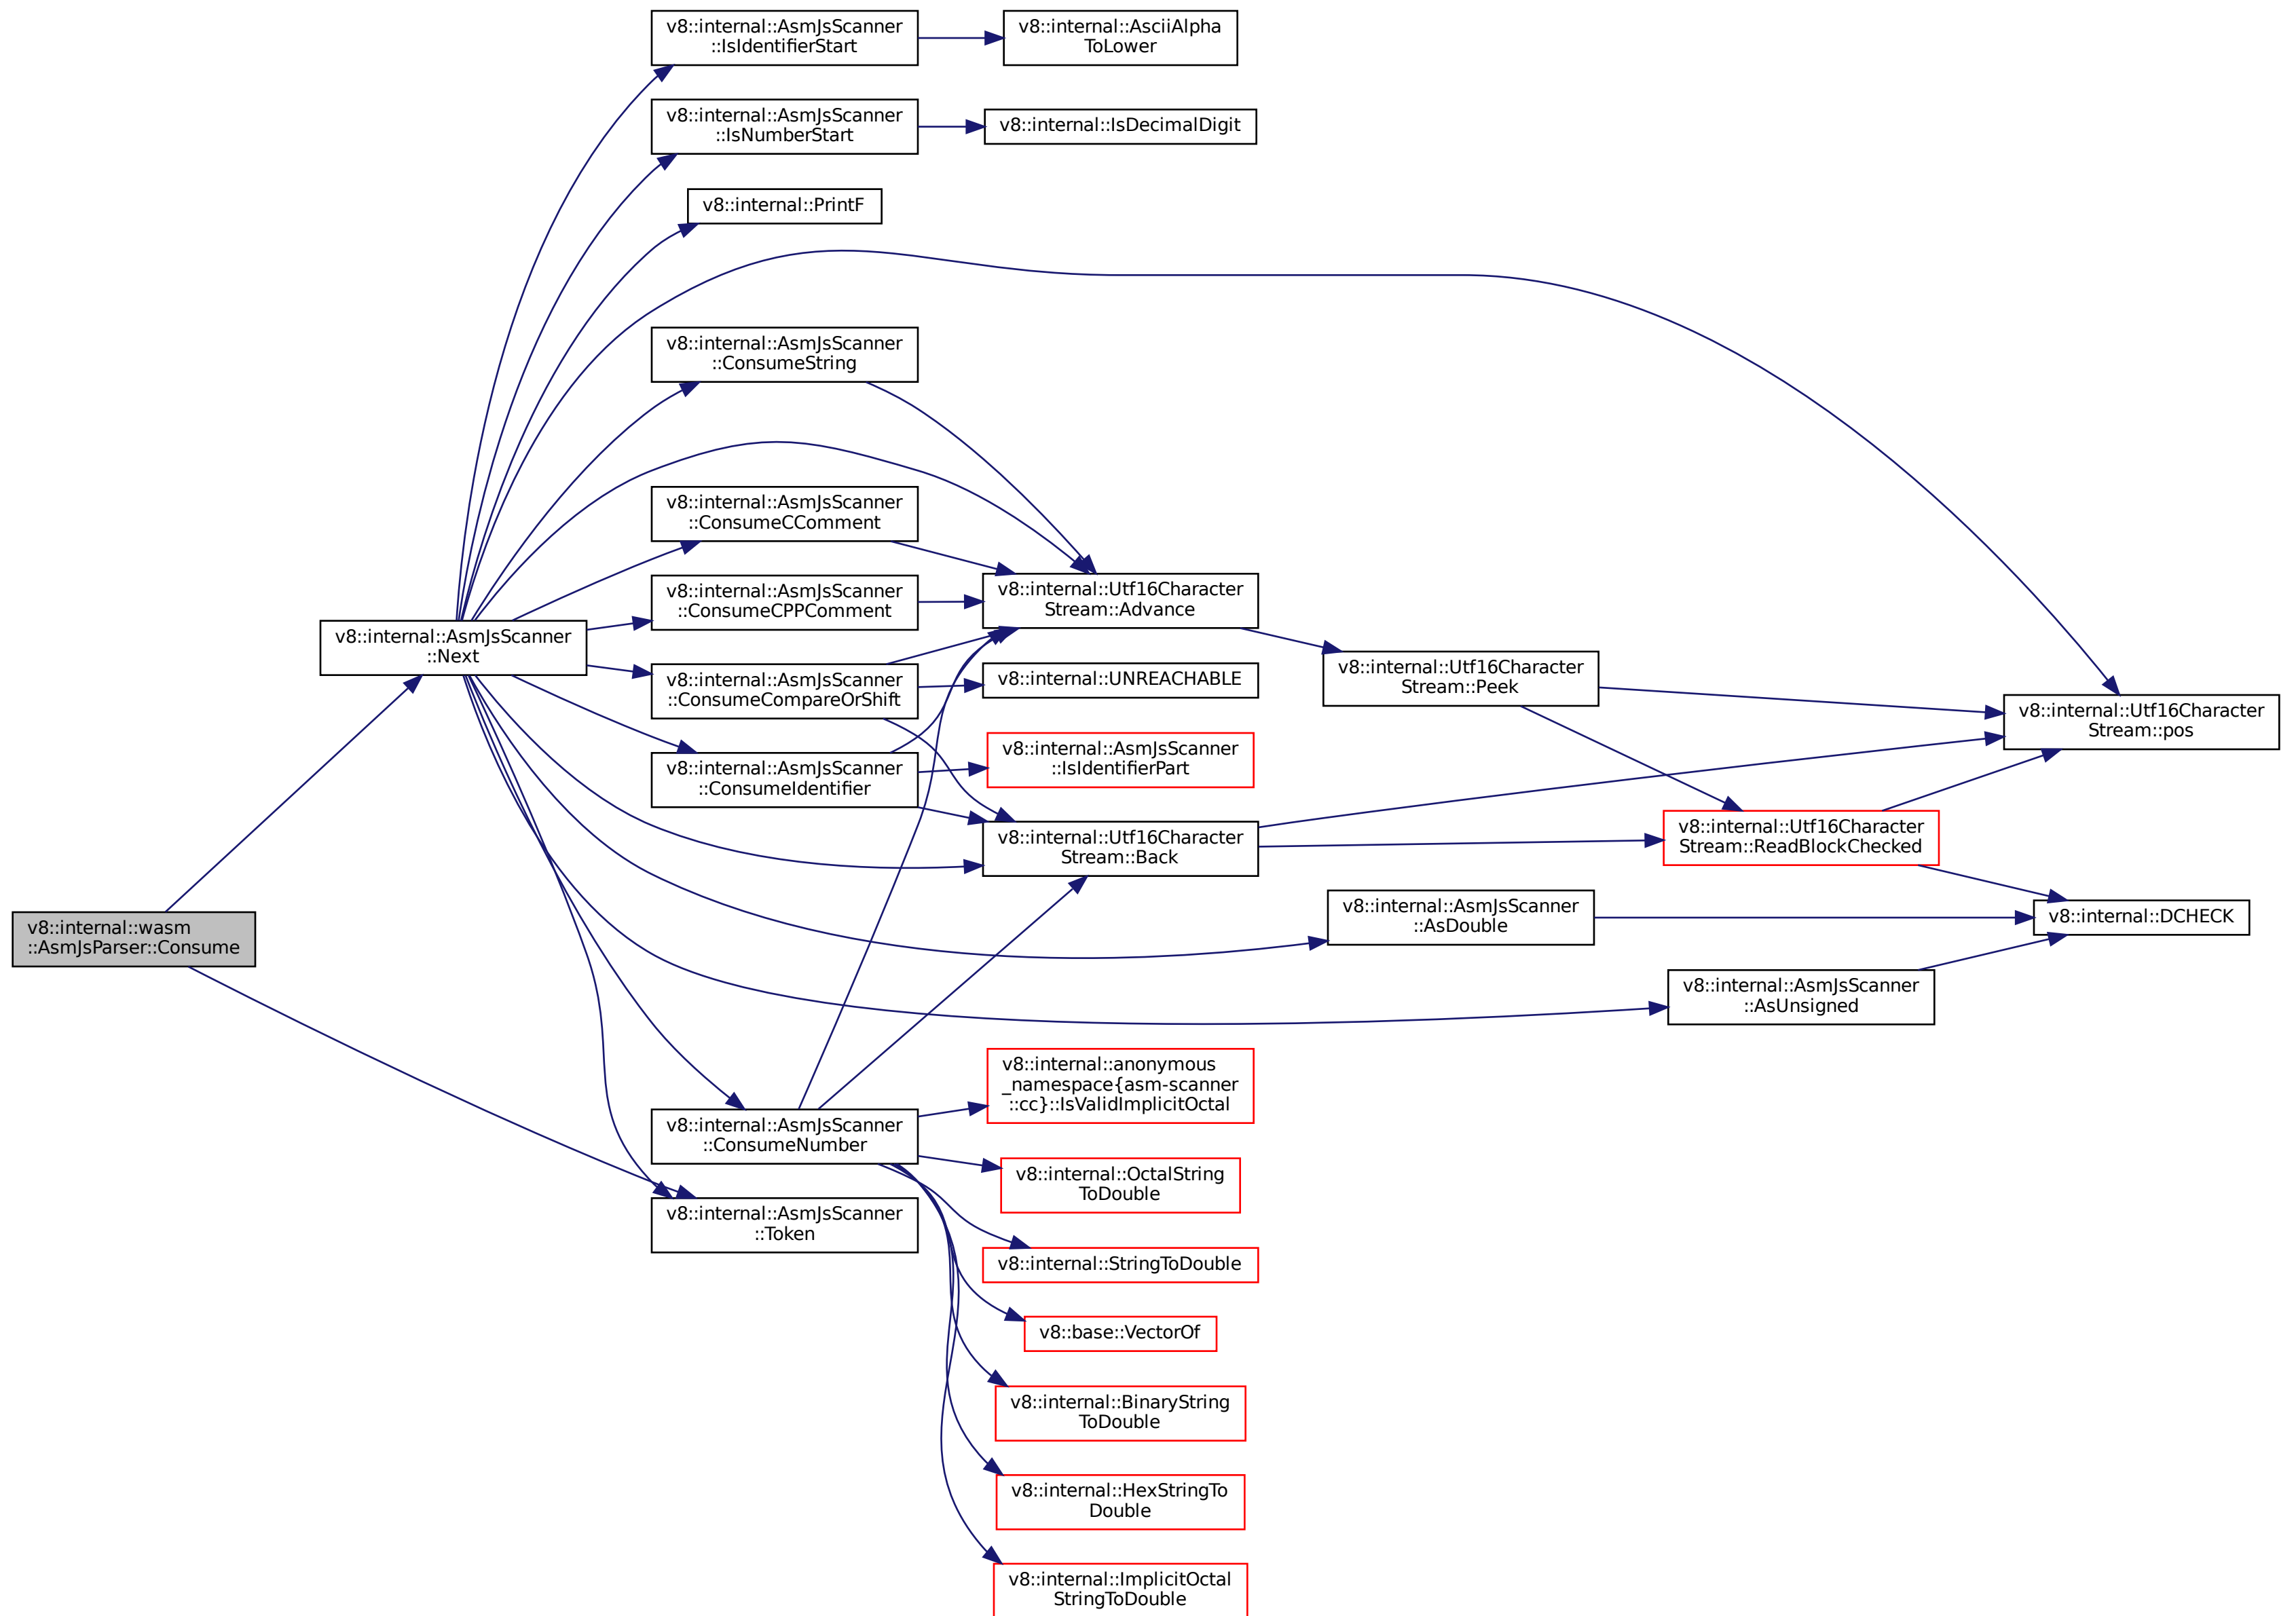 v8::internal::wasm
::AsmJsParser::Consume
v8::internal::AsmJsScanner
::Next
v8::internal::AsmJsScanner
::IsIdentifierStart
v8::internal::AsciiAlpha
ToLower
v8::internal::AsmJsScanner
::IsNumberStart
v8::internal::IsDecimalDigit
v8::internal::PrintF
v8::internal::AsmJsScanner
::ConsumeString
v8::internal::AsmJsScanner
::ConsumeCComment
v8::internal::AsmJsScanner
::ConsumeCPPComment
v8::internal::AsmJsScanner
::ConsumeCompareOrShift
v8::internal::AsmJsScanner
::ConsumeIdentifier
v8::internal::AsmJsScanner
::ConsumeNumber
v8::internal::AsmJsScanner
::Token
v8::internal::Utf16Character
Stream::Advance
v8::internal::UNREACHABLE
v8::internal::AsmJsScanner
::IsIdentifierPart
v8::internal::Utf16Character
Stream::Back
v8::internal::anonymous
_namespace{asm-scanner
::cc}::IsValidImplicitOctal
v8::internal::OctalString
ToDouble
v8::internal::StringToDouble
v8::base::VectorOf
v8::internal::BinaryString
ToDouble
v8::internal::HexStringTo
Double
v8::internal::ImplicitOctal
StringToDouble
v8::internal::Utf16Character
Stream::Peek
v8::internal::AsmJsScanner
::AsDouble
v8::internal::Utf16Character
Stream::ReadBlockChecked
v8::internal::AsmJsScanner
::AsUnsigned
v8::internal::Utf16Character
Stream::pos
v8::internal::DCHECK